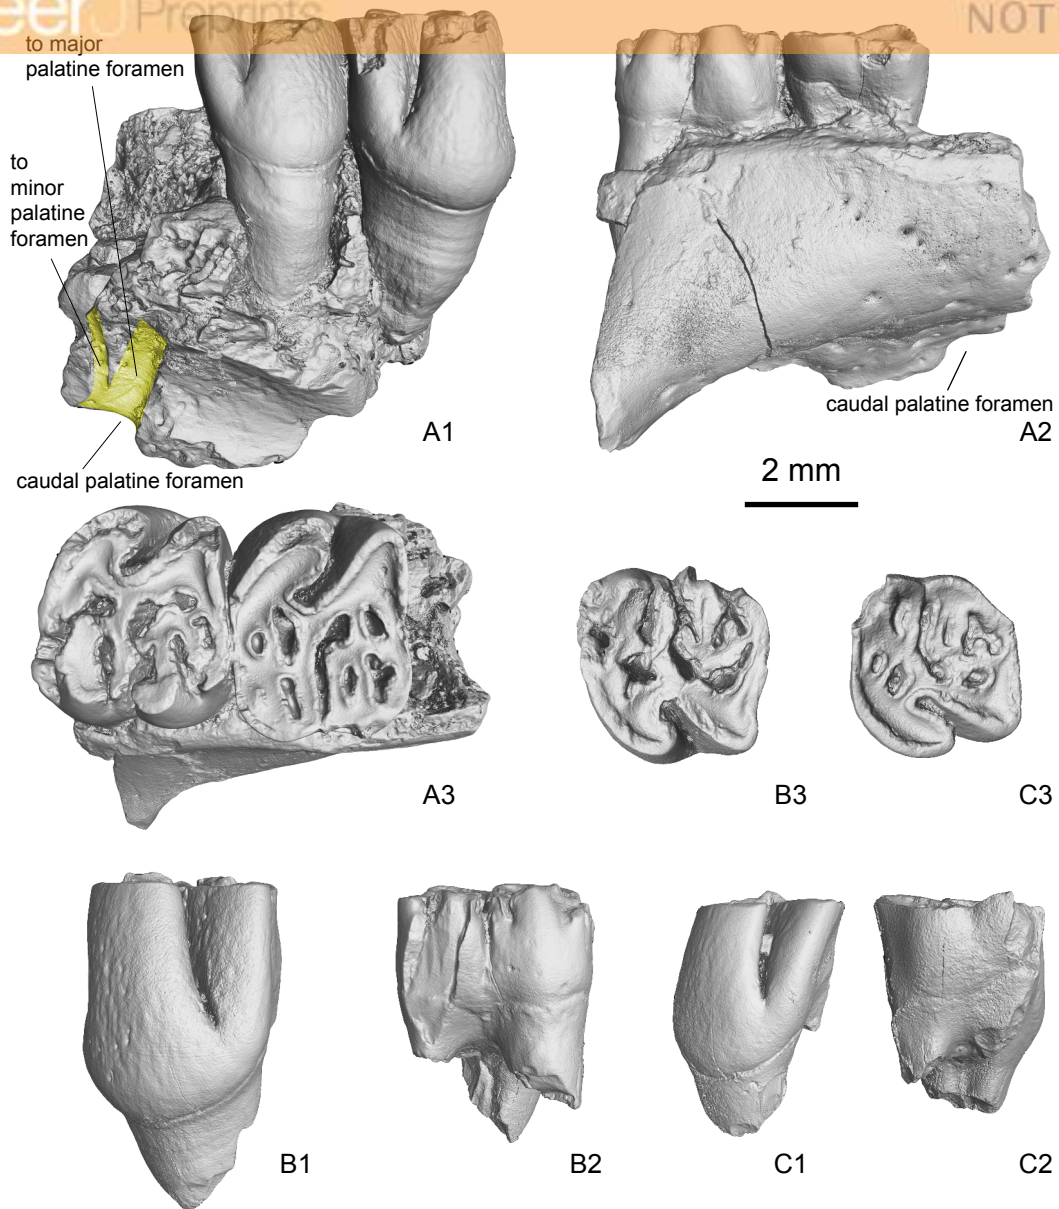 Preprints
NOT
to major
palatine foramen
to
minor
palatine
foramen
caudal palatine foramen
A1
caudal palatine foramen
A2
2 mm
A3
B3
C3
B1
B2
C1
C2